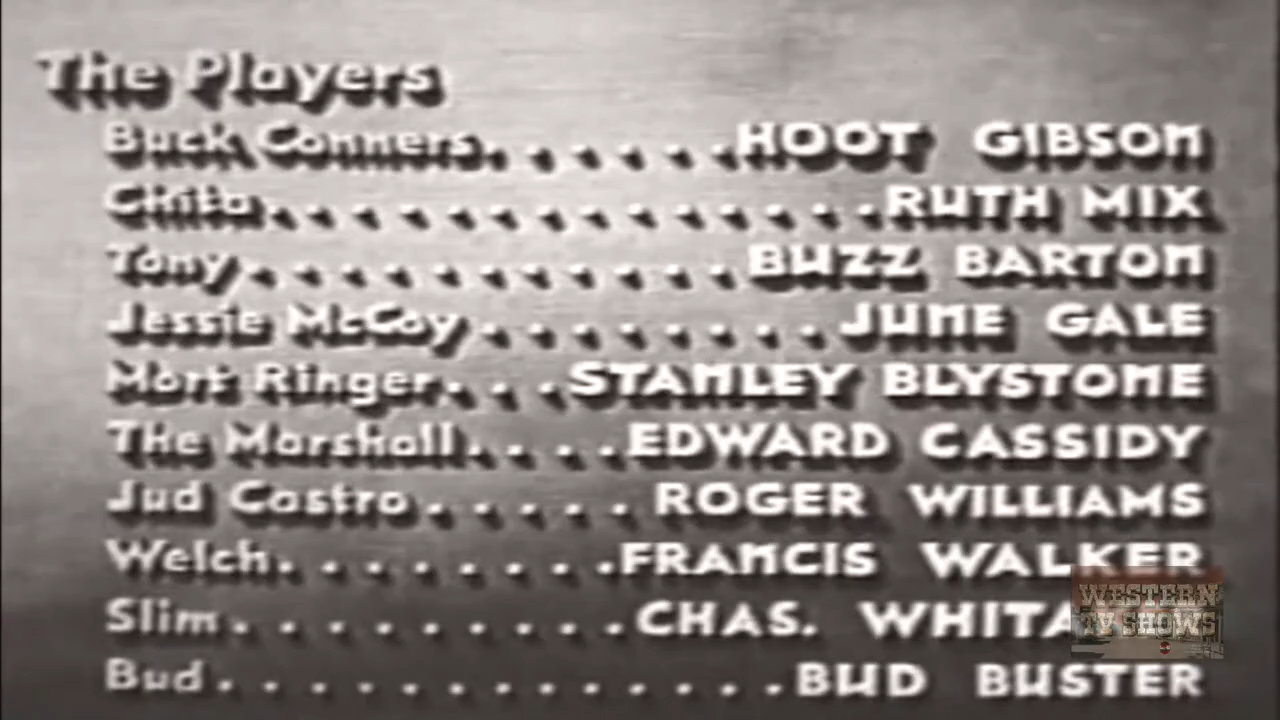 The Players
Buck Conners......HOOT GIBSON
Chita................RUTH MIX
Tony.............BUZZ BARTON
Jessie McCoy.........JUNE GALE
Mort Ringer...STANLEY BLYSTONE
The Marshall....EDWARD CASSIDY
Jud Castro.....ROGER WILLIAMS
Welch.........FRANCIS WALKER
Slim..........CHAS.
Bud...............BUD BUSTER
WESTERN
TV SHOWS